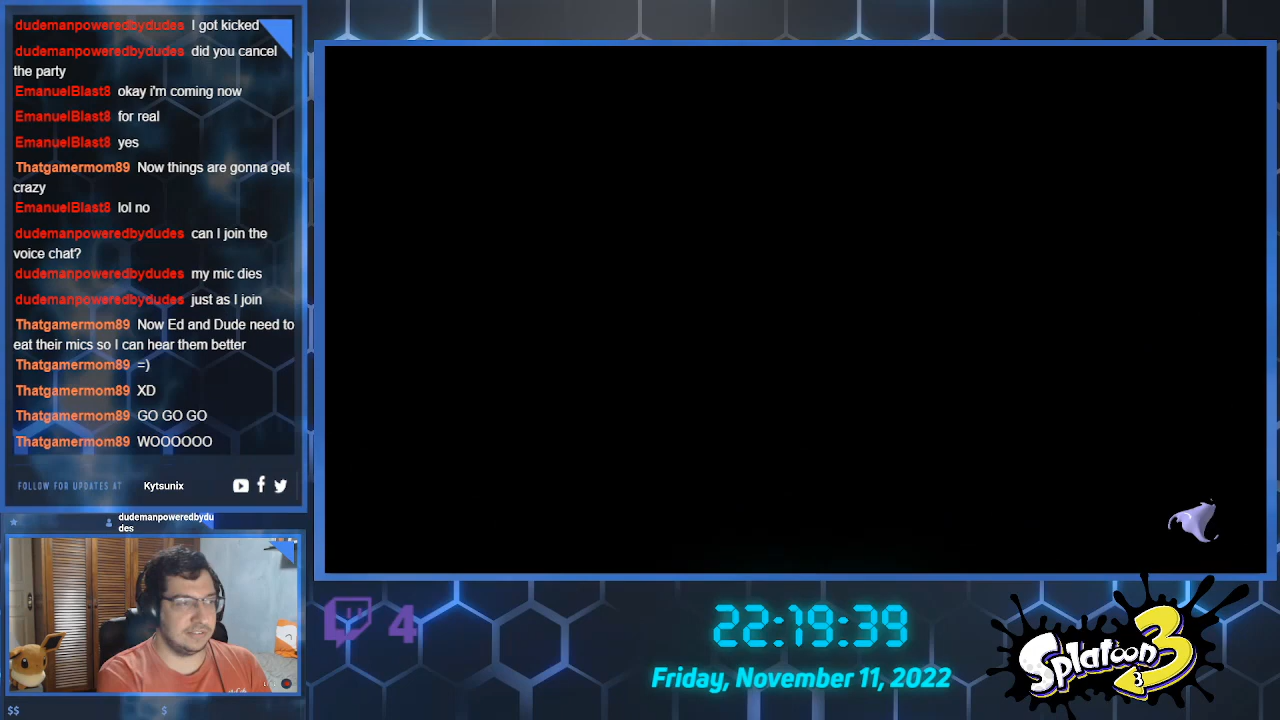 dudemanpoweredbydudes I got kicked
dudemanpoweredbydudes did you cancel
the party
EmanuelBlast8 okay i'm coming now
EmanuelBlast8 for real
EmanuelBlast8 yes
Thatgamermom89 Now things are gonna get
crazy
EmanuelBlast8 lol no
dudemanpoweredbydudes can I join the
voice chat?
dudemanpoweredbydudes my mic dies
dudemanpoweredbydudes just as I join
Thatgamermom89 Now Ed and Dude need to
eat their mics so I can hear them better
Thatgamermom89 =)
Thatgamermom89 XD
Thatgamermom89 GO GO GO
Thatgamermom89 WOOOOOO
FOLLOW FOR UPDATES AT Kytsunix
dudemanpoweredbydu
des
$$ $
4
22:19:39
Friday, November 11, 2022
Splatoon 3